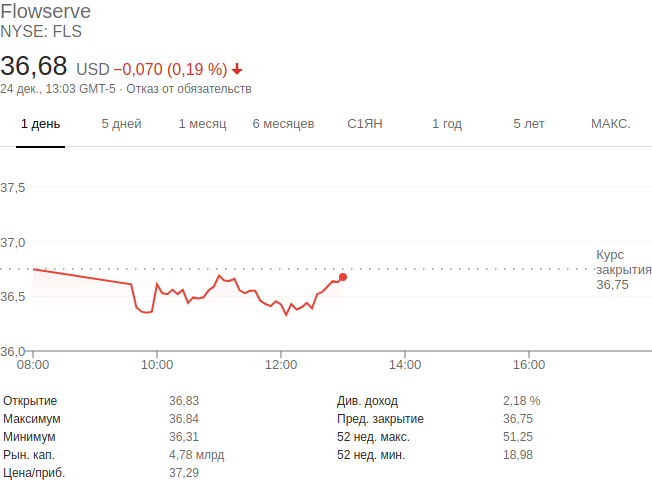 Flowserve
NYSE: FLS
36,68 USD −0,070 (0,19 %)
24 дек., 13:03 GMT-5 · Отказ от обязательств
1 день 5 дней 1 месяц 6 месяцев С1ЯН 1 год 5 лет МАКС.
37,5
37,0
Курс
закрытия
36,75
36,5
36,0
08:00 10:00 12:00 14:00 16:00
Открытие 36,83 Див. доход 2,18 %
Максимум 36,84 Пред. закрытие 36,75
Минимум 36,31 52 нед. макс. 51,25
Рын. кап. 4,78 млрд 52 нед. мин. 18,98
Цена/приб. 37,29